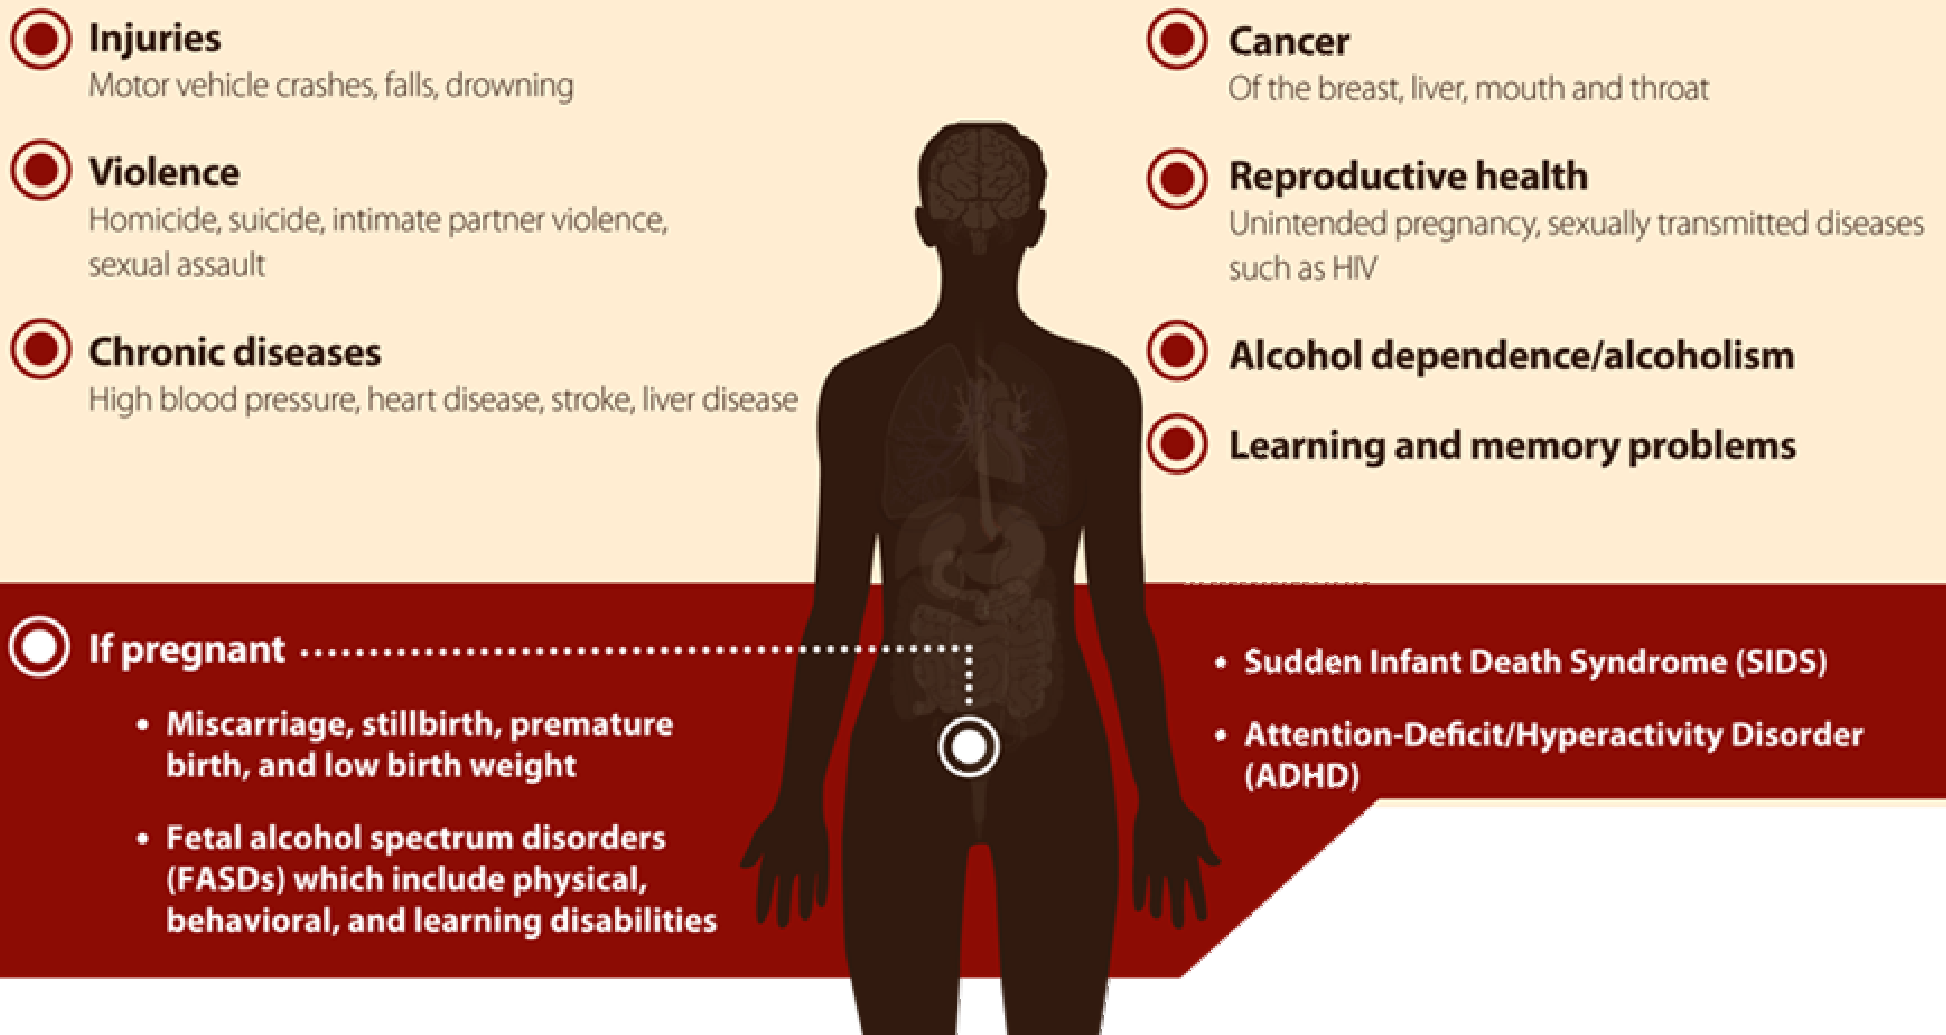 Injuries
Motor vehicle crashes, falls, drowning
Violence
Homicide, suicide, intimate partner violence,
sexual assault
Chronic diseases
High blood pressure, heart disease, stroke, liver disease
Cancer
Of the breast, liver, mouth and throat
Reproductive health
Unintended pregnancy, sexually transmitted diseases
such as HIV
Alcohol dependence/alcoholism
Learning and memory problems
If pregnant
• Miscarriage, stillbirth, premature
birth, and low birth weight
• Fetal alcohol spectrum disorders
(FASDs) which include physical,
behavioral, and learning disabilities
• Sudden Infant Death Syndrome (SIDS)
• Attention-Deficit/Hyperactivity Disorder
(ADHD)